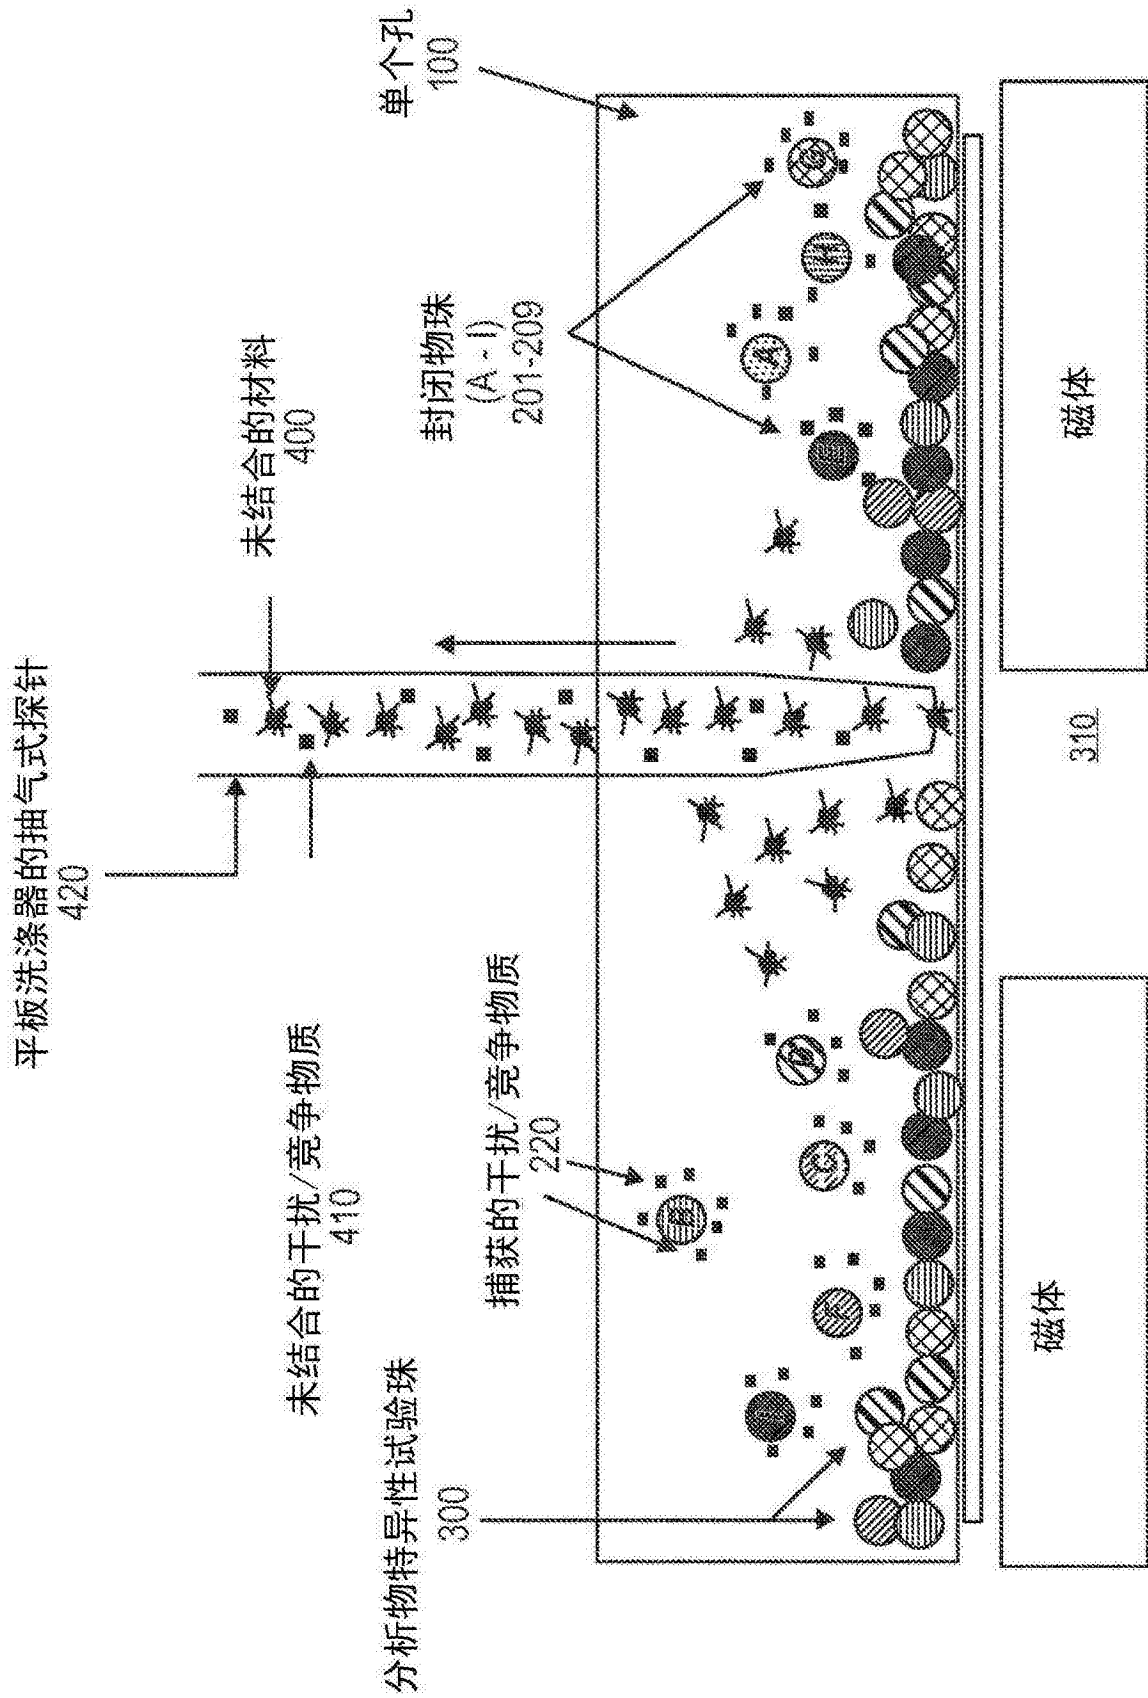 平板洗涤器的抽气式探针
420
未结合的材料
400
未结合的干扰/竞争物质
410
单个孔
100
分析物特异性试验珠
300
封闭物珠
(A - I)
201-209
捕获的干扰/竞争物质
220
F
B
C
D
E
A
H
G
磁体
310
磁体